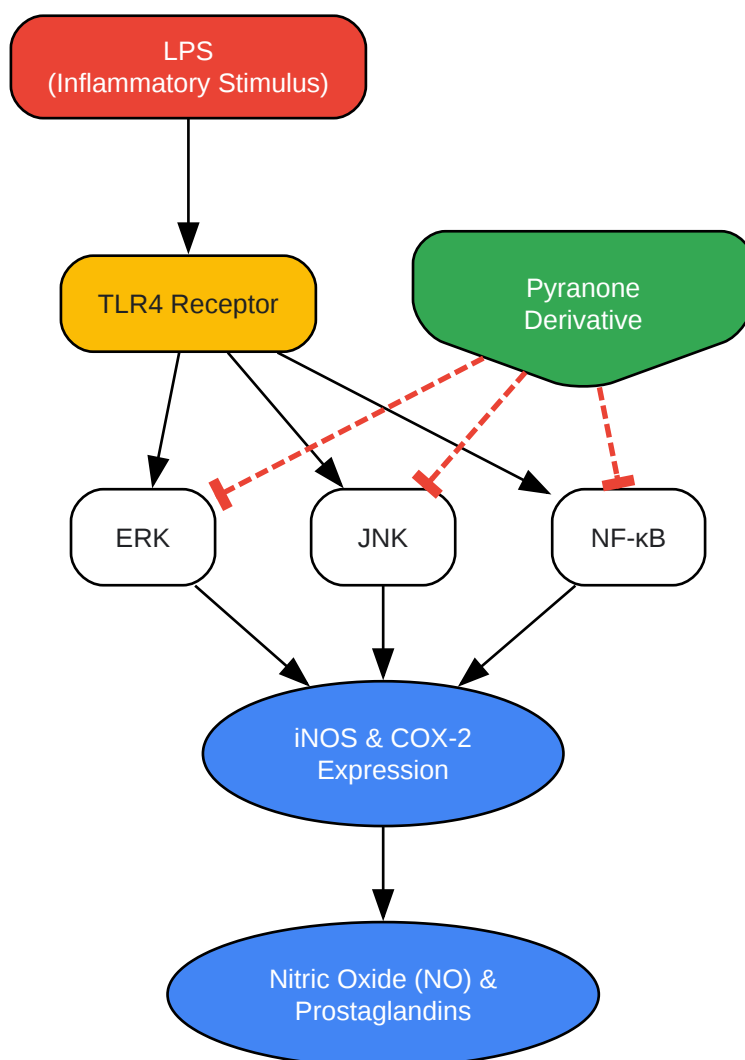 LPS
(Inflammatory Stimulus)
TLR4 Receptor
Pyranone
Derivative
ERK
JNK
NF-κB
iNOS & COX-2
Expression
Nitric Oxide (NO) &
Prostaglandins